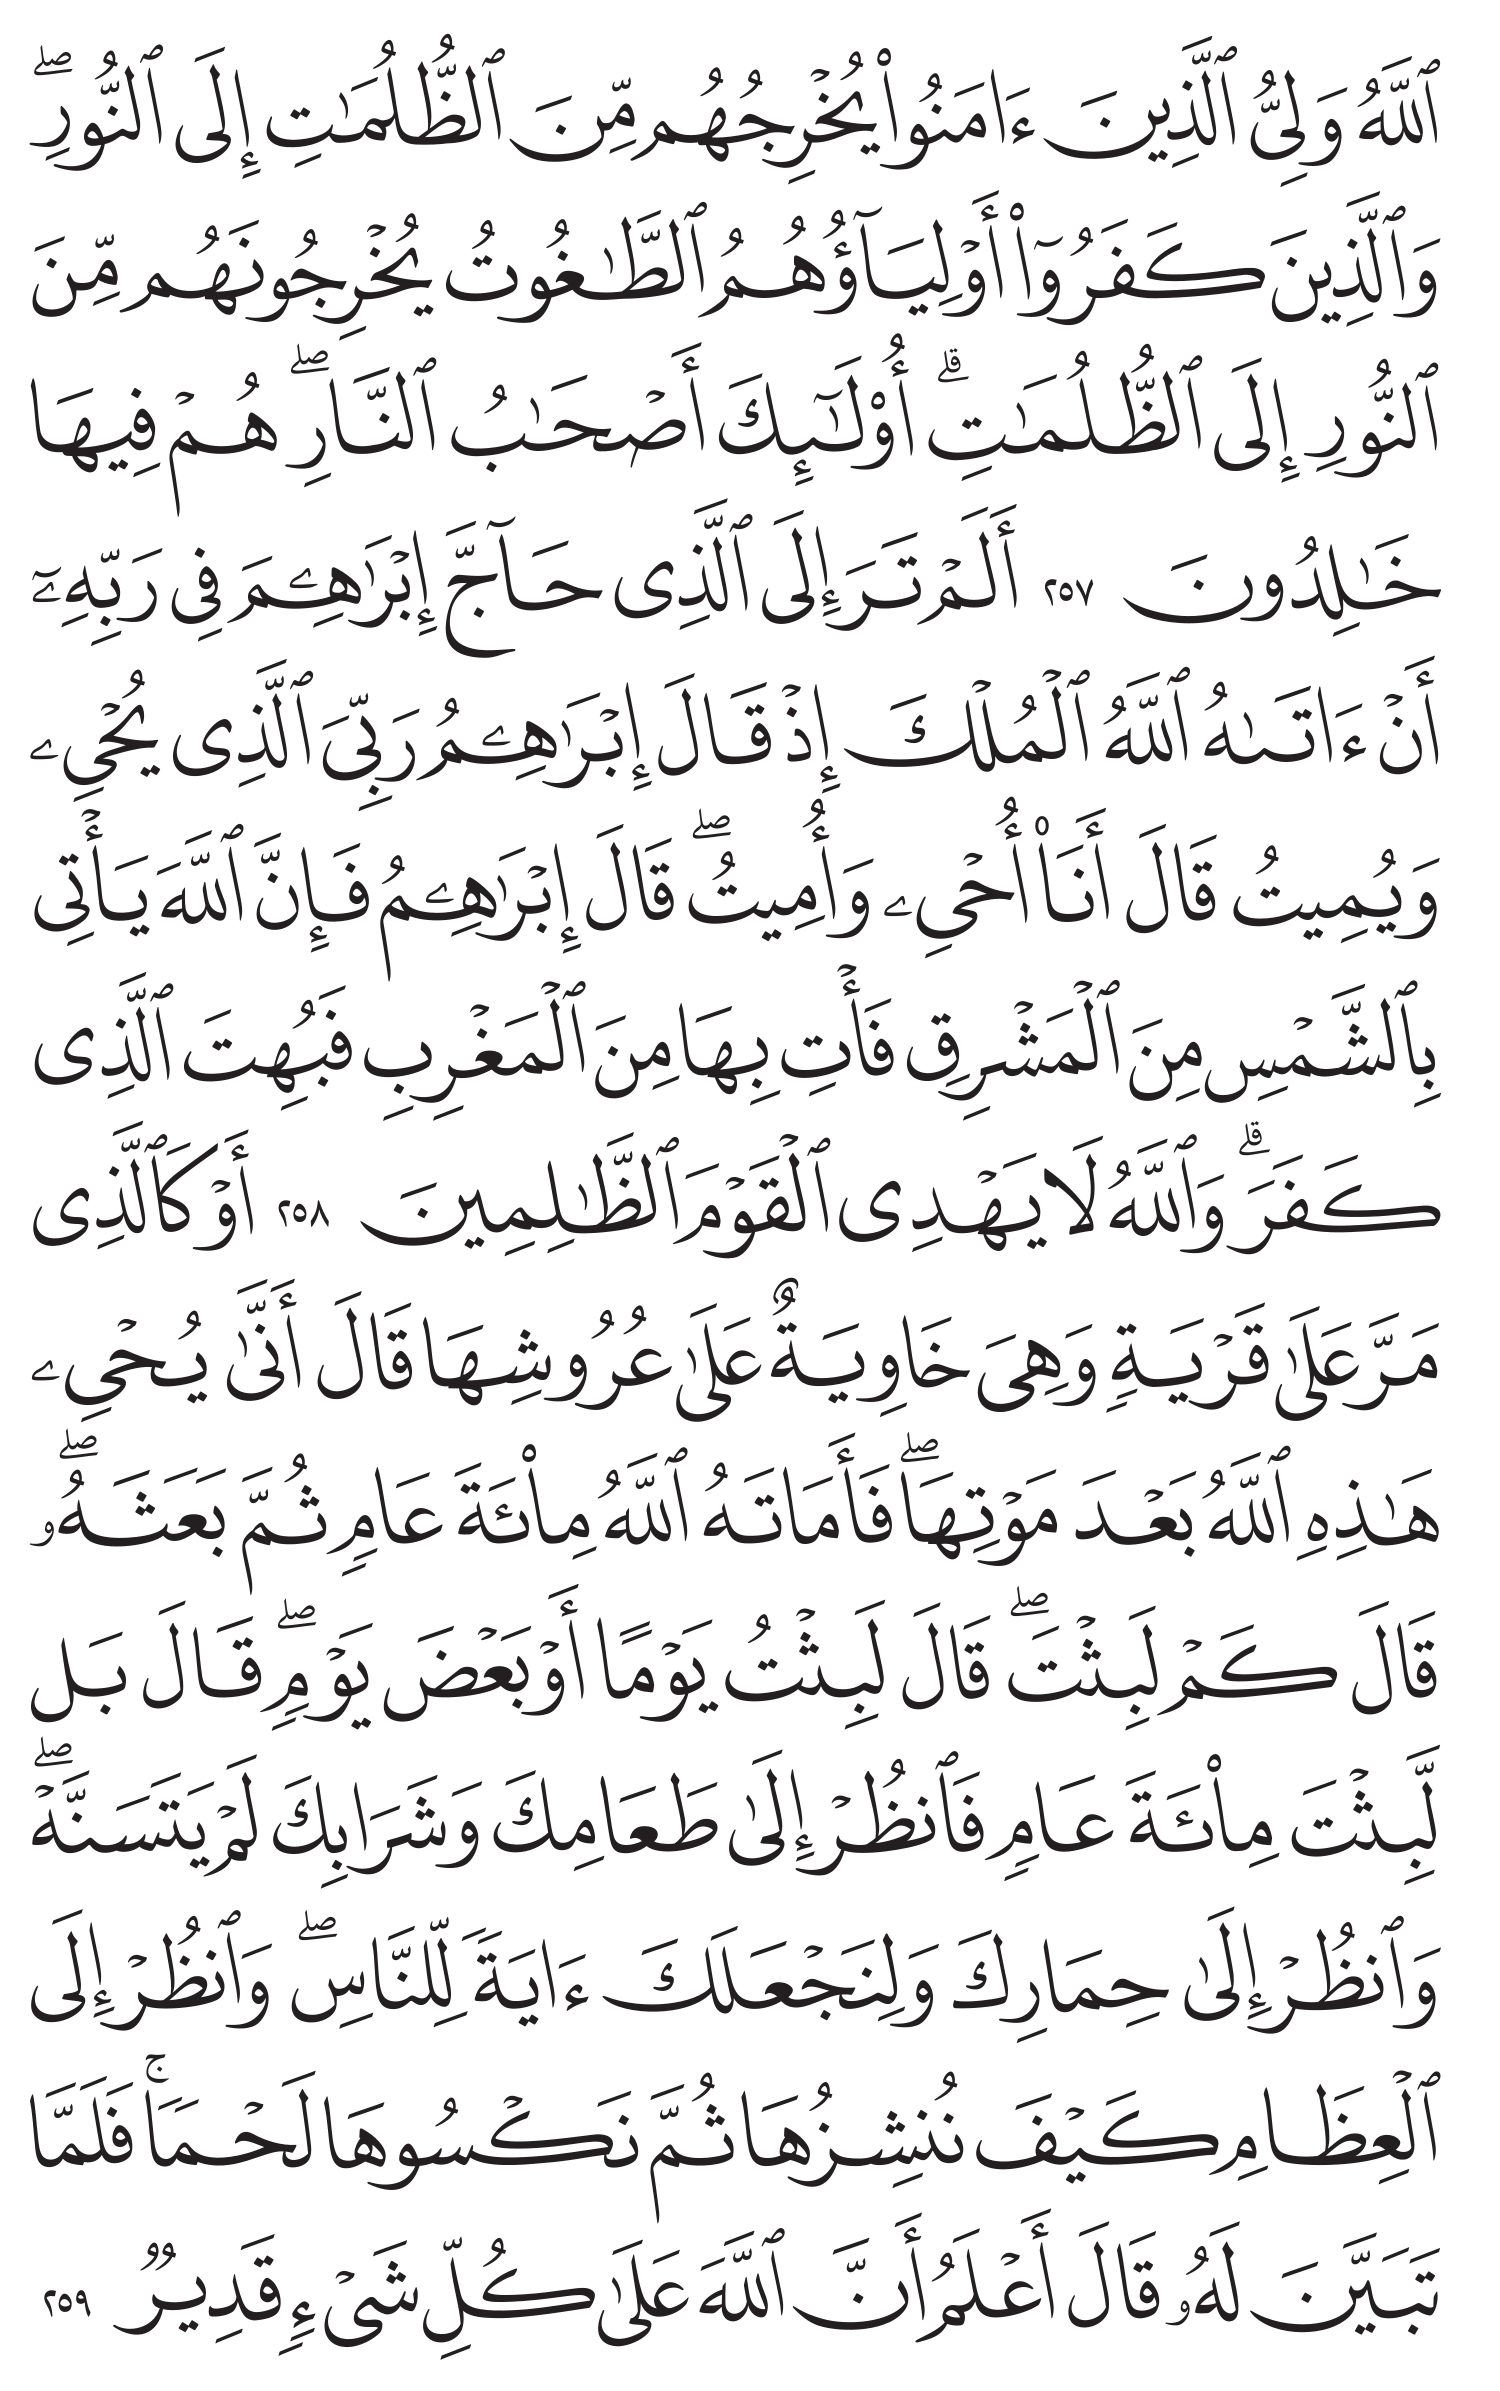 ٱللَّهُ وَلِيُّ ٱلَّذِينَ ءَامَنُوا۟ يُخْرِجُهُم مِّنَ ٱلظُّلُمَٰتِ إِلَى ٱلنُّورِ ۖ
وَٱلَّذِينَ كَفَرُوٓا۟ أَوْلِيَآؤُهُمُ ٱلطَّٰغُوتُ يُخْرِجُونَهُم مِّنَ
ٱلنُّورِ إِلَى ٱلظُّلُمَٰتِ ۗ أُو۟لَٰٓئِكَ أَصْحَٰبُ ٱلنَّارِ ۖ هُمْ فِيهَا
خَٰلِدُونَ ٢٥٧ أَلَمْ تَرَ إِلَى ٱلَّذِى حَآجَّ إِبْرَٰهِۦمَ فِى رَبِّهِۦٓ
أَنْ ءَاتَىٰهُ ٱللَّهُ ٱلْمُلْكَ إِذْ قَالَ إِبْرَٰهِۦمُ رَبِّىَ ٱلَّذِى يُحْىِۦ
وَيُمِيتُ قَالَ أَنَا۠ أُحْىِۦ وَأُمِيتُ ۖ قَالَ إِبْرَٰهِۦمُ فَإِنَّ ٱللَّهَ يَأْتِى
بِٱلشَّمْسِ مِنَ ٱلْمَشْرِقِ فَأْتِ بِهَا مِنَ ٱلْمَغْرِبِ فَبُهِتَ ٱلَّذِى
كَفَرَ ۗ وَٱللَّهُ لَا يَهْدِى ٱلْقَوْمَ ٱلظَّٰلِمِينَ ٢٥٨ أَوْ كَٱلَّذِى
مَرَّ عَلَىٰ قَرْيَةٍ وَهِىَ خَاوِيَةٌ عَلَىٰ عُرُوشِهَا قَالَ أَنَّىٰ يُحْىِۦ
هَٰذِهِ ٱللَّهُ بَعْدَ مَوْتِهَا ۖ فَأَمَاتَهُ ٱللَّهُ مِا۟ئَةَ عَامٍ ثُمَّ بَعَثَهُۥ ۖ
قَالَ كَمْ لَبِثْتَ ۖ قَالَ لَبِثْتُ يَوْمًا أَوْ بَعْضَ يَوْمٍ ۖ قَالَ بَل
لَّبِثْتَ مِا۟ئَةَ عَامٍ فَٱنظُرْ إِلَىٰ طَعَامِكَ وَشَرَابِكَ لَمْ يَتَسَنَّهْ ۖ
وَٱنظُرْ إِلَىٰ حِمَارِكَ وَلِنَجْعَلَكَ ءَايَةً لِّلنَّاسِ ۖ وَٱنظُرْ إِلَى
ٱلْعِظَامِ كَيْفَ نُنشِزُهَا ثُمَّ نَكْسُوهَا لَحْمًا ۚ فَلَمَّا
تَبَيَّنَ لَهُۥ قَالَ أَعْلَمُ أَنَّ ٱللَّهَ عَلَىٰ كُلِّ شَىْءٍ قَدِيرٌ ٢٥٩